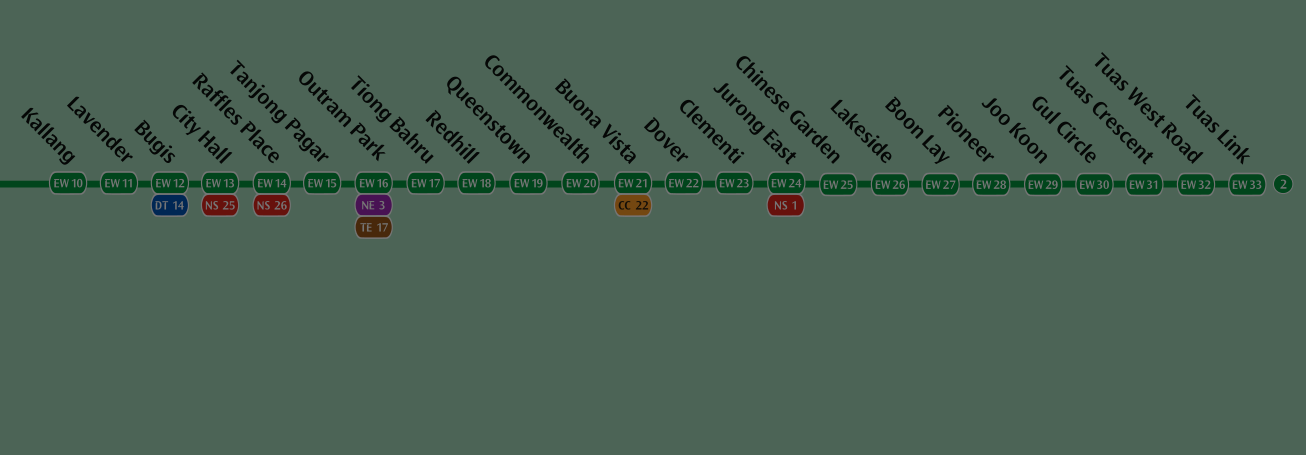 Kallang
Lavender
Bugis
City Hall
Raffles Place
Tanjong Pagar
Outram Park
Tiong Bahru
Redhill
Queenstown
Commonwealth
Buona Vista
Dover
Clementi
Jurong East
Chinese Garden
Lakeside
Boon Lay
Pioneer
Joo Koon
Gul Circle
Tuas Crescent
Tuas West Road
Tuas Link
EW 10 EW 11 EW 12 EW 13 EW 14 EW 15 EW 16 EW 17 EW 18 EW 19 EW 20 EW 21 EW 22 EW 23 EW 24 EW 25 EW 26 EW 27 EW 28 EW 29 EW 30 EW 31 EW 32 EW 33 2
DT 14 NS 25 NS 26 NE 3 CC 22 NS 1
TE 17